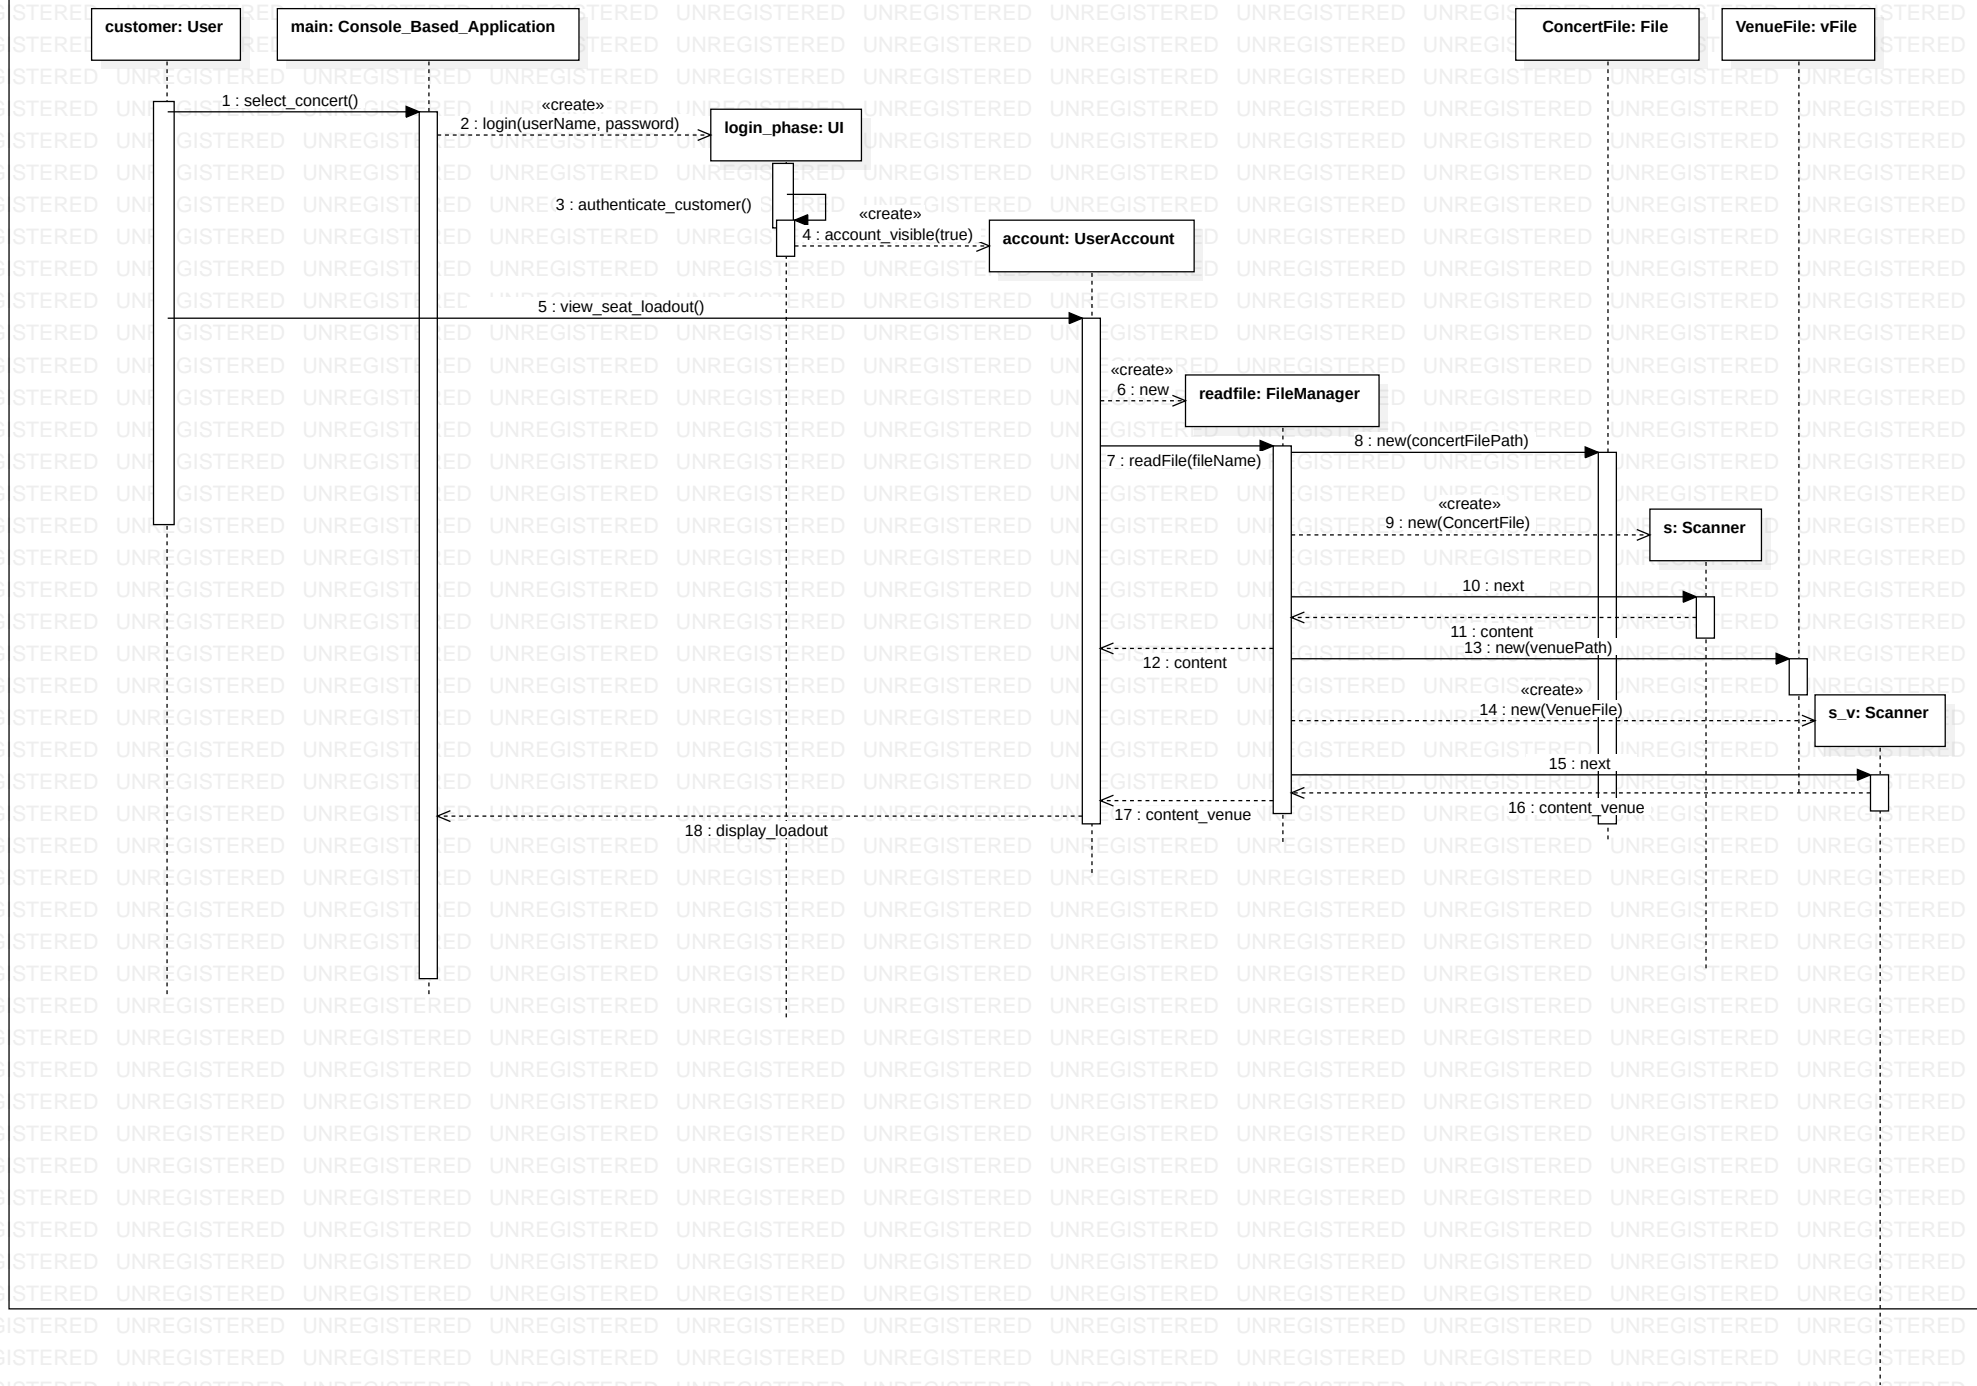 customer: User
main: Console_Based_Application
ConcertFile: File
VenueFile: vFile
1 : select_concert()
«create»
2 : login(userName, password)
login_phase: UI
3 : authenticate_customer()
«create»
4 : account_visible(true)
account: UserAccount
5 : view_seat_loadout()
«create»
6 : new
readfile: FileManager
7 : readFile(fileName)
8 : new(concertFilePath)
«create»
9 : new(ConcertFile)
s: Scanner
10 : next
11 : content
12 : content
13 : new(venuePath)
«create»
14 : new(VenueFile)
s_v: Scanner
15 : next
16 : content_venue
17 : content_venue
18 : display_loadout
UNREGISTERED